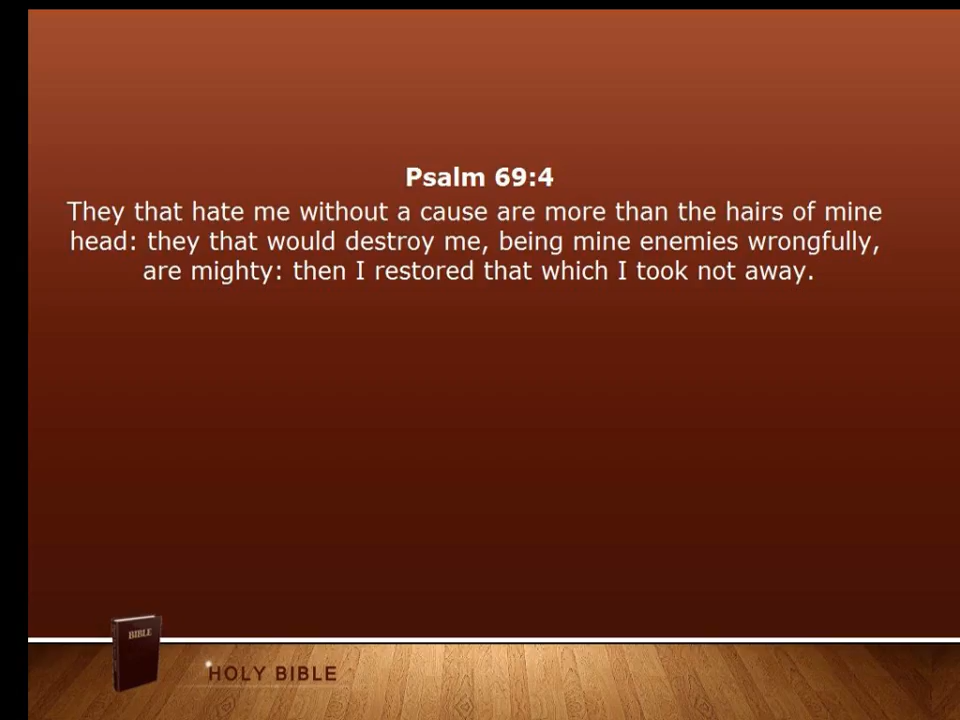 Psalm 69:4
They that hate me without a cause are more than the hairs of mine
head: they that would destroy me, being mine enemies wrongfully,
are mighty: then I restored that which I took not away.
BIBLE
HOLY BIBLE